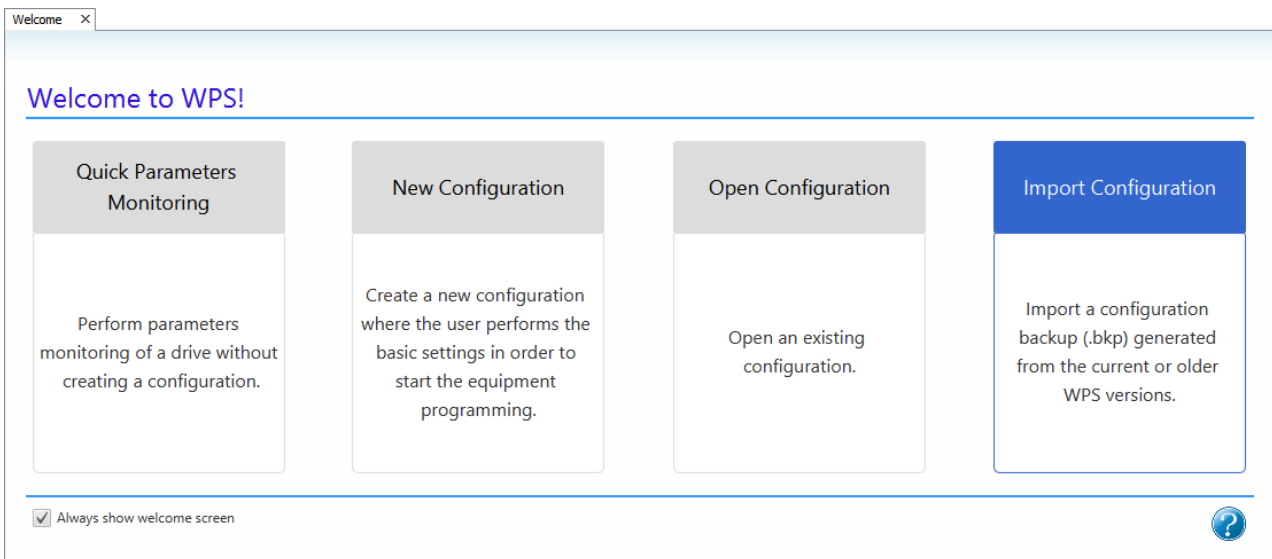 Welcome
Welcome to WPS!
Quick Parameters
Monitoring
Perform parameters
monitoring of a drive without
creating a configuration.
New Configuration
Create a new configuration
where the user performs the
basic settings in order to
start the equipment
programming.
Open Configuration
Open an existing
configuration.
Import Configuration
Import a configuration
backup (.bkp) generated
from the current or older
WPS versions.
Always show welcome screen
?